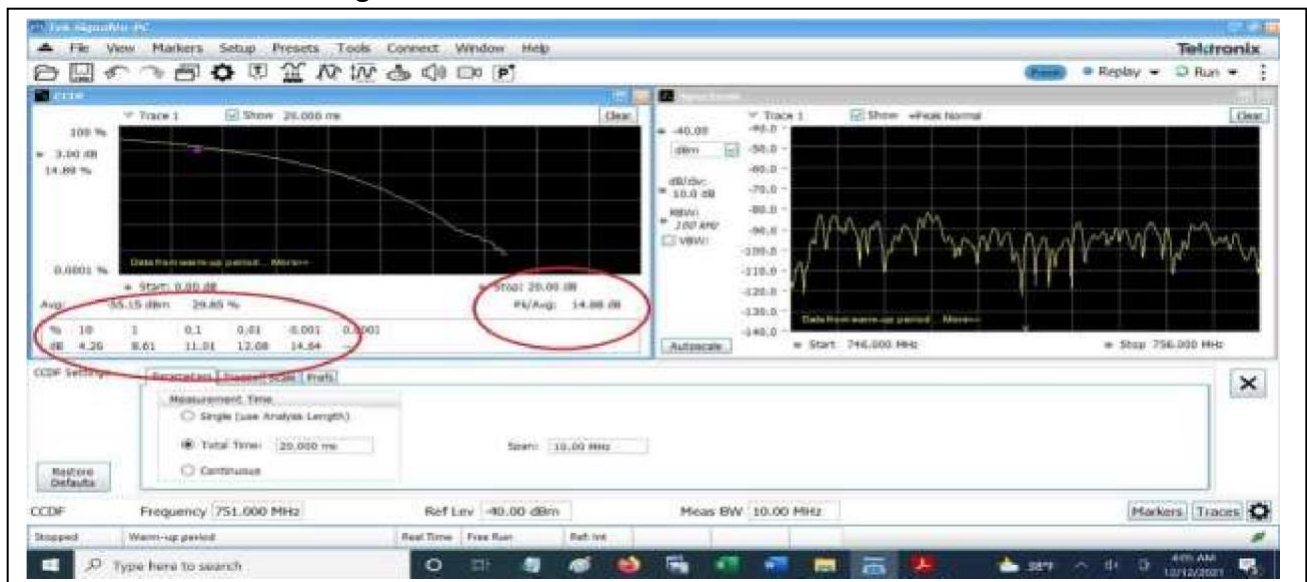 Tek SignalVu-PC
File View Markers Setup Presets Tools Connect Window Help
Tektronix
Preset Replay Run
CCDF
Trace 1 Show 20.000 ms Clear
100 %
3.00 dB
14.89 %
0.0001 %
Data from warm-up period... More>>
Start: 0.00 dB Stop: 20.00 dB
Avg: -55.15 dBm 29.85 % Pk/Avg: 14.88 dB
% 10 1 0.1 0.01 0.001 0.0001
dB 4.26 8.61 11.01 12.08 14.64 --
Spectrum
Trace 1 Show +Peak Normal Clear
-40.00
dBm
dB/div:
10.0 dB
RBW:
100 kHz
VBW:
-40.0
-50.0
-60.0
-70.0
-80.0
-90.0
-100.0
-110.0
-120.0
-130.0
-140.0
Data from warm-up period... More>>
Autoscale Start 746.000 MHz Stop 756.000 MHz
CCDF Settings
Parameters Prefs
Measurement Time
Single (use Analysis Length)
Total Time: 20.000 ms Span: 10.00 MHz
Continuous
Restore
Defaults
CCDF Frequency 751.000 MHz Ref Lev -40.00 dBm Meas BW 10.00 MHz Markers Traces
Stopped Warm-up period Real Time Free Run Ref: Int
Type here to search
58°F
4:05 AM
12/12/2021